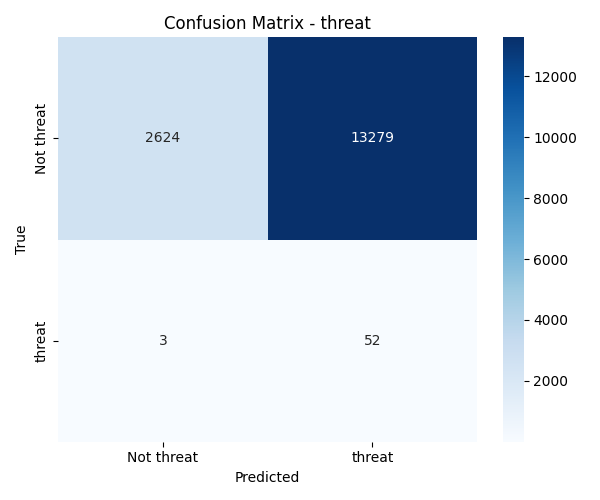 Confusion Matrix - threat
Not threat
2624
13279
True
threat
3
52
Not threat
threat
Predicted
12000
10000
8000
6000
4000
2000